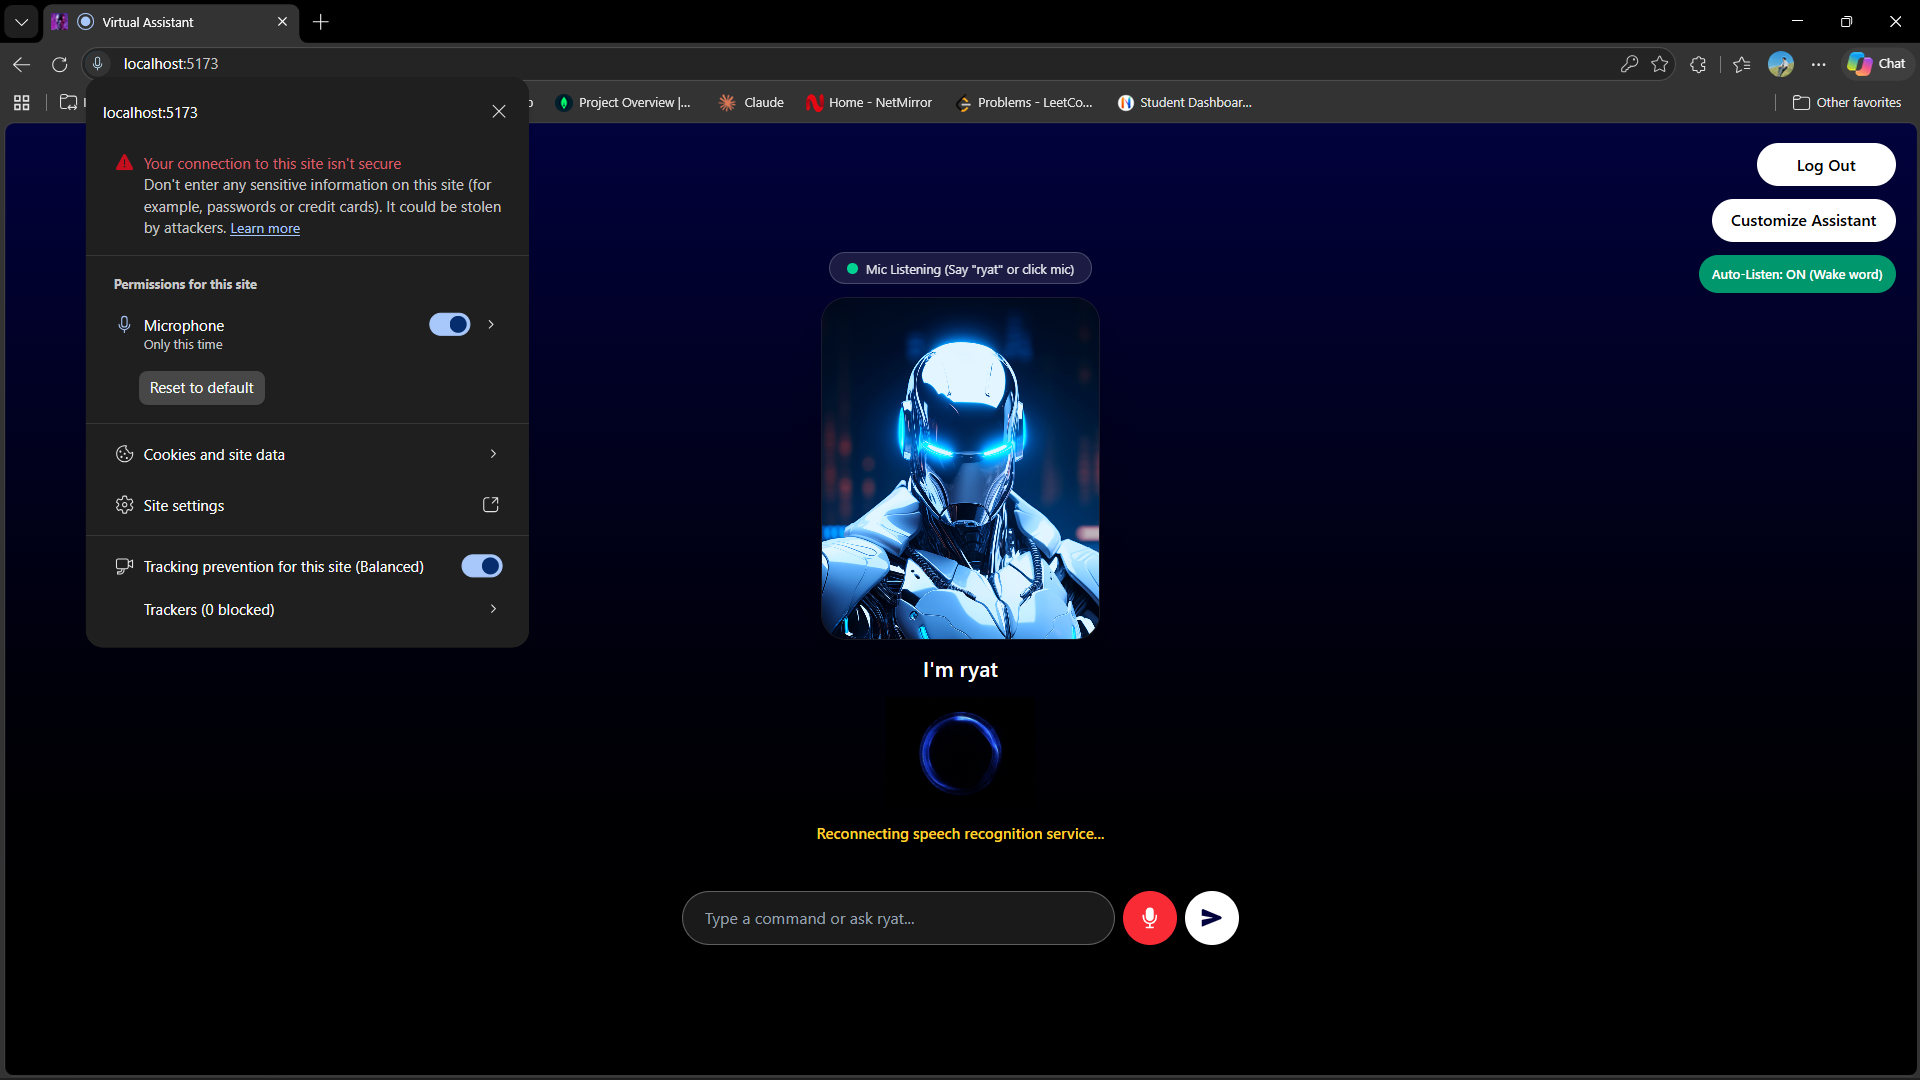 Virtual Assistant
localhost:5173
Chat
Project Overview |...
Claude
Home - NetMirror
Problems - LeetCo...
Student Dashboar...
Other favorites
localhost:5173
Your connection to this site isn't secure
Don't enter any sensitive information on this site (for
example, passwords or credit cards). It could be stolen
by attackers. Learn more
Permissions for this site
Microphone
Only this time
Reset to default
Cookies and site data
Site settings
Tracking prevention for this site (Balanced)
Trackers (0 blocked)
Log Out
Customize Assistant
Auto-Listen: ON (Wake word)
Mic Listening (Say "ryat" or click mic)
I'm ryat
Reconnecting speech recognition service...
Type a command or ask ryat...